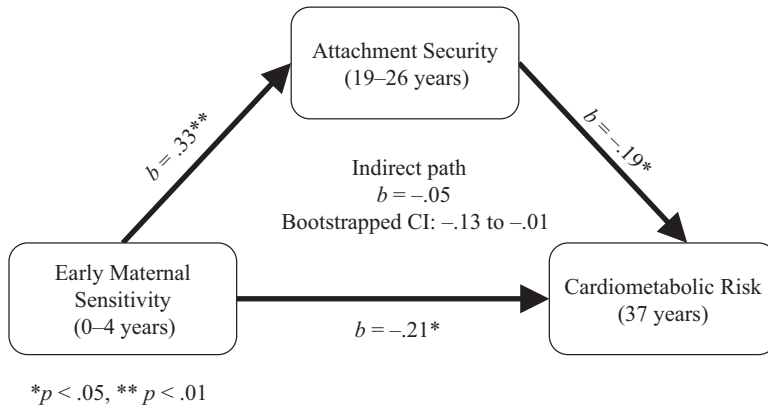 Attachment Security
(19–26 years)
b = .33**
b = –.19*
Indirect path
b = –.05
Bootstrapped CI: –.13 to –.01
Early Maternal
Sensitivity
(0–4 years)
Cardiometabolic Risk
(37 years)
b = –.21*
*p < .05, ** p < .01